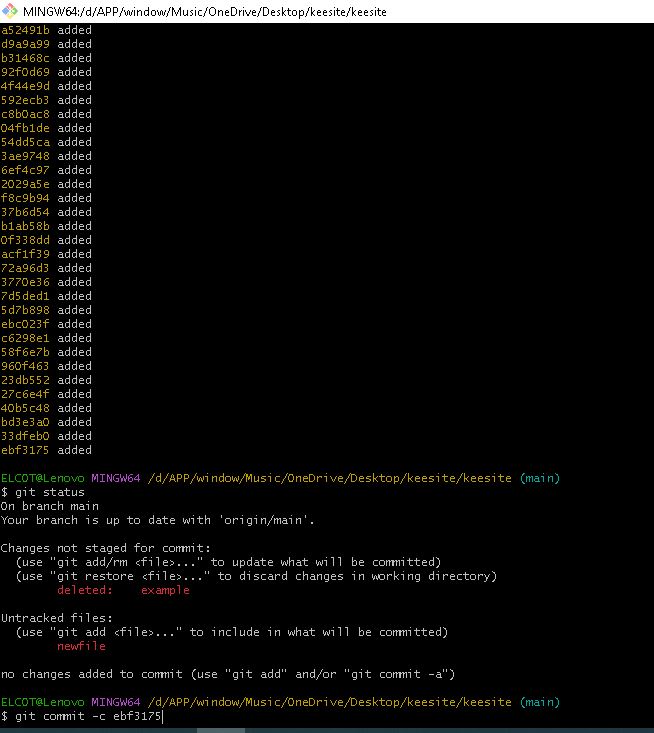 MINGW64:/d/APP/window/Music/OneDrive/Desktop/keesite/keesite
a52491b added
d9a9a99 added
b31468c added
92f0d69 added
4f44e9d added
592ecb3 added
c8b0ac8 added
04fb1de added
54dd5ca added
3ae9748 added
6ef4c97 added
2029a5e added
f8c9b94 added
37b6d54 added
b1ab58b added
0f338dd added
acf1f39 added
72a96d3 added
3770e36 added
7d5ded1 added
5d7b898 added
ebc023f added
c6298e1 added
58f6e7b added
960f463 added
23db552 added
27c6e4f added
40b5c48 added
bd3e3a0 added
33dfeb0 added
ebf3175 added
ELCOT@Lenovo MINGW64 /d/APP/window/Music/OneDrive/Desktop/keesite/keesite (main)
$ git status
On branch main
Your branch is up to date with 'origin/main'.
Changes not staged for commit:
(use "git add/rm <file>..." to update what will be committed)
(use "git restore <file>..." to discard changes in working directory)
deleted: example
Untracked files:
(use "git add <file>..." to include in what will be committed)
newfile
no changes added to commit (use "git add" and/or "git commit -a")
ELCOT@Lenovo MINGW64 /d/APP/window/Music/OneDrive/Desktop/keesite/keesite (main)
$ git commit -c ebf3175